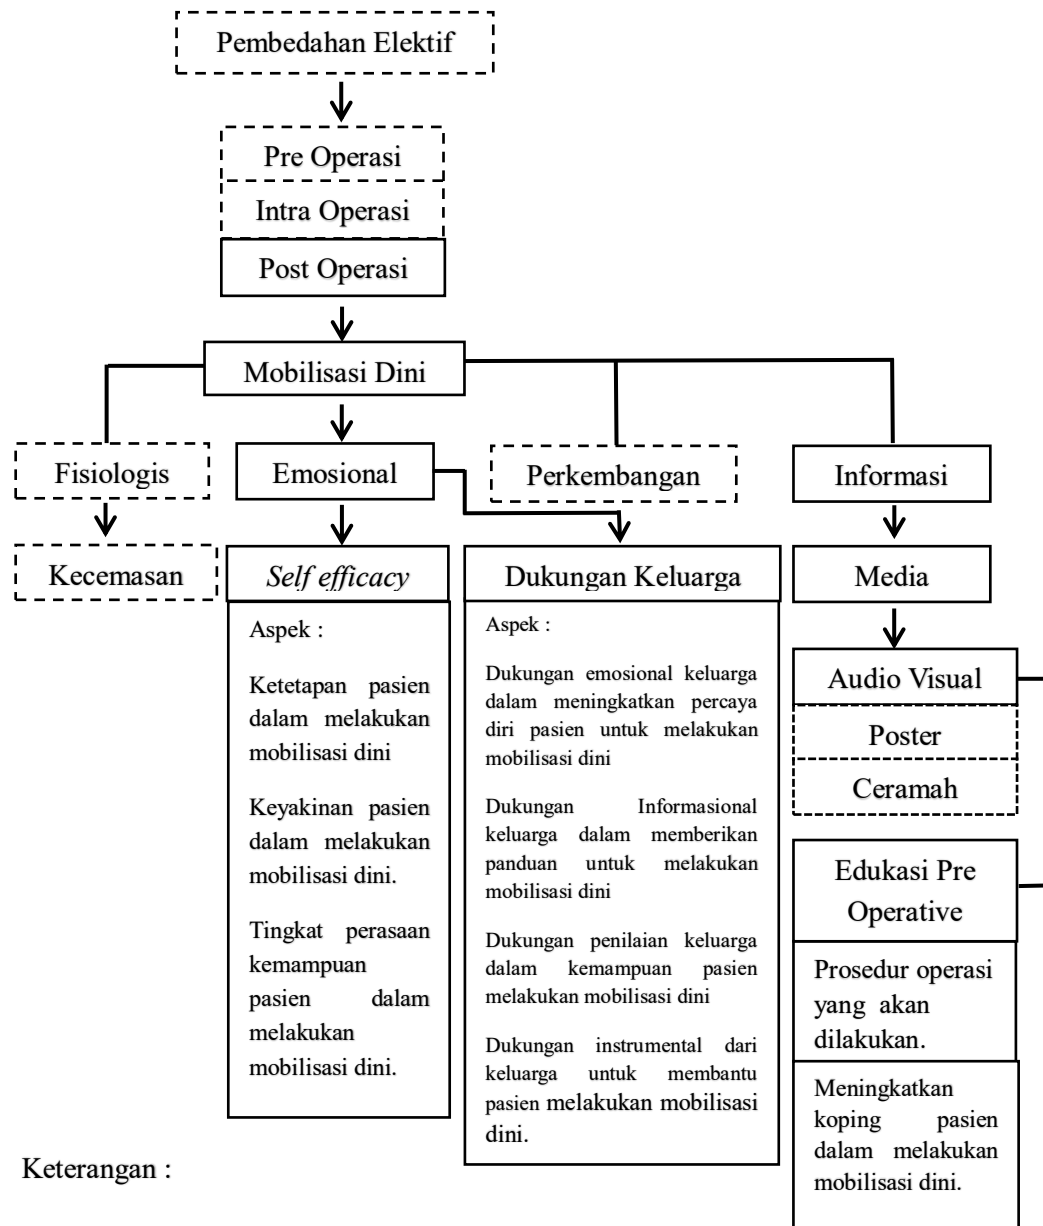 Pembedahan Elektif
Pre Operasi
Intra Operasi
Post Operasi
Mobilisasi Dini
Fisiologis
Emosional
Perkembangan
Informasi
Kecemasan
Self efficacy
Dukungan Keluarga
Media
Aspek :
Ketetapan pasien
dalam melakukan
mobilisasi dini
Keyakinan pasien
dalam melakukan
mobilisasi dini.
Tingkat perasaan
kemampuan
pasien dalam
melakukan
mobilisasi dini.
Aspek :
Dukungan emosional keluarga
dalam meningkatkan percaya
diri pasien untuk melakukan
mobilisasi dini
Dukungan Informasional
keluarga dalam memberikan
panduan untuk melakukan
mobilisasi dini
Dukungan penilaian keluarga
dalam kemampuan pasien
melakukan mobilisasi dini
Dukungan instrumental dari
keluarga untuk membantu
pasien melakukan mobilisasi
dini.
Audio Visual
Poster
Ceramah
Edukasi Pre
Operative
Prosedur operasi
yang akan
dilakukan.
Meningkatkan
koping pasien
dalam melakukan
mobilisasi dini.
Keterangan :